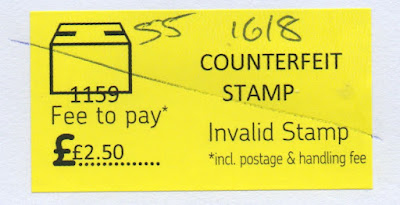 55 1618
COUNTERFEIT
STAMP
1159
Fee to pay*
£ £2.50
Invalid Stamp
*incl. postage & handling fee